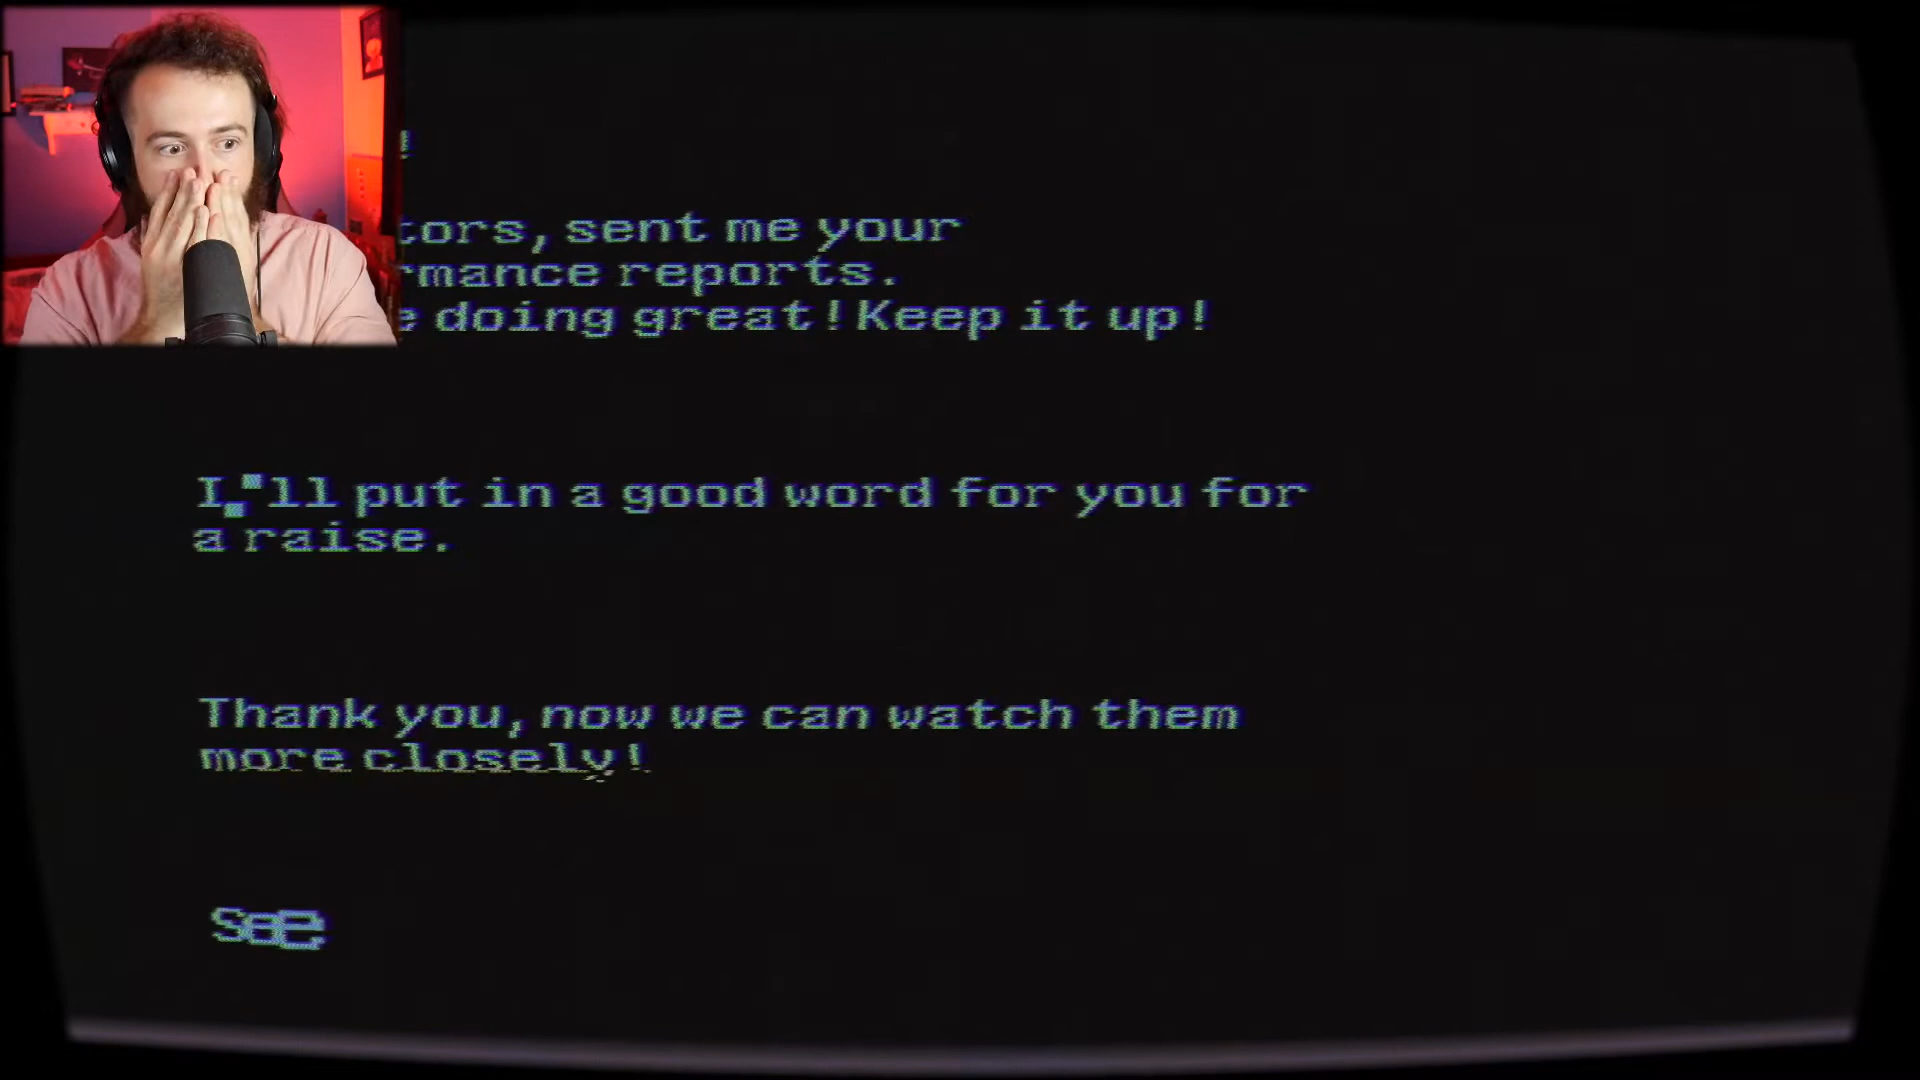 tors, sent me your
rmance reports.
e doing great! Keep it up!
I'll put in a good word for you for
a raise.
Thank you, now we can watch them
more closely!
See